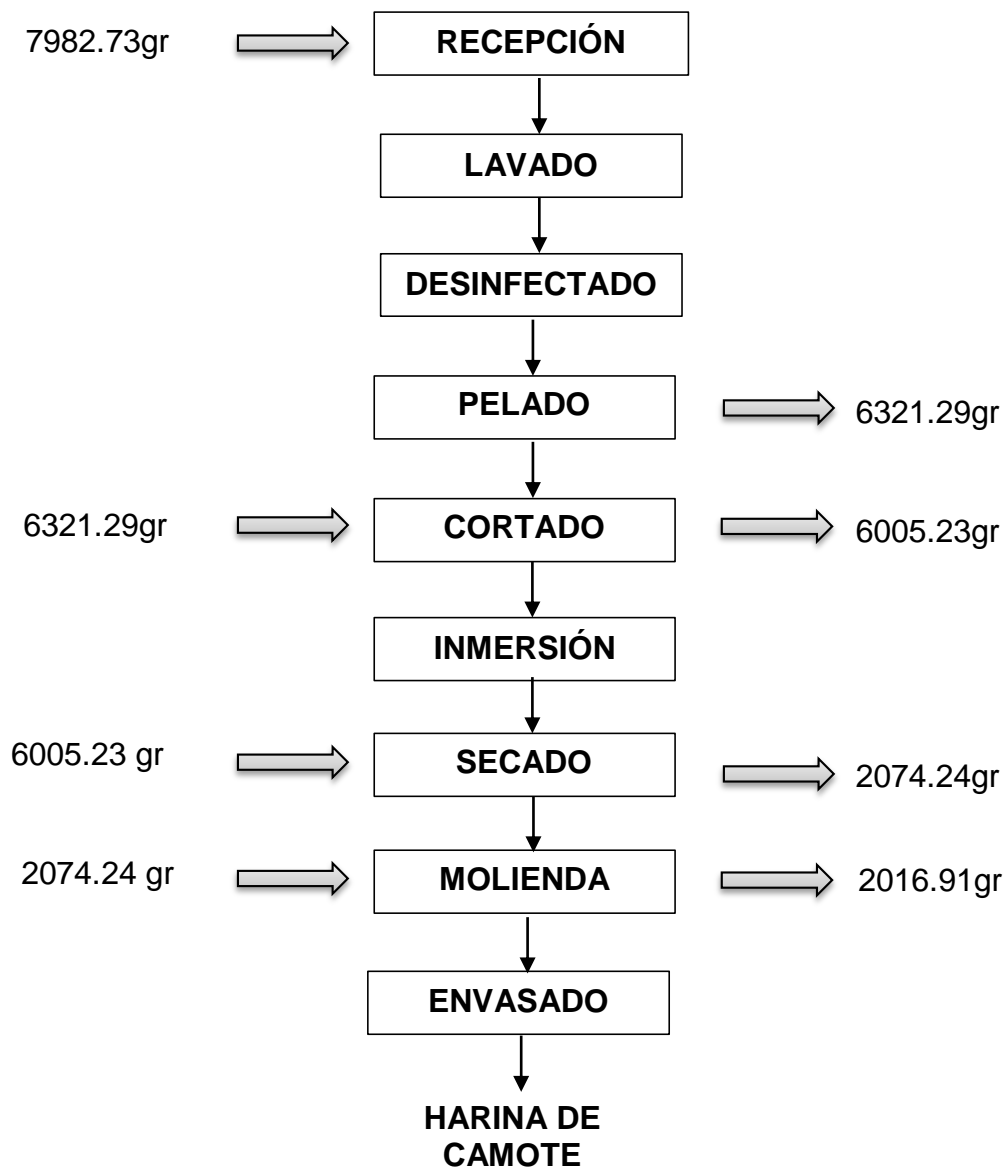 7982.73gr
RECEPCIÓN
LAVADO
DESINFECTADO
PELADO
6321.29gr
6321.29gr
CORTADO
6005.23gr
INMERSIÓN
6005.23 gr
SECADO
2074.24gr
2074.24 gr
MOLIENDA
2016.91gr
ENVASADO
HARINA DE
CAMOTE